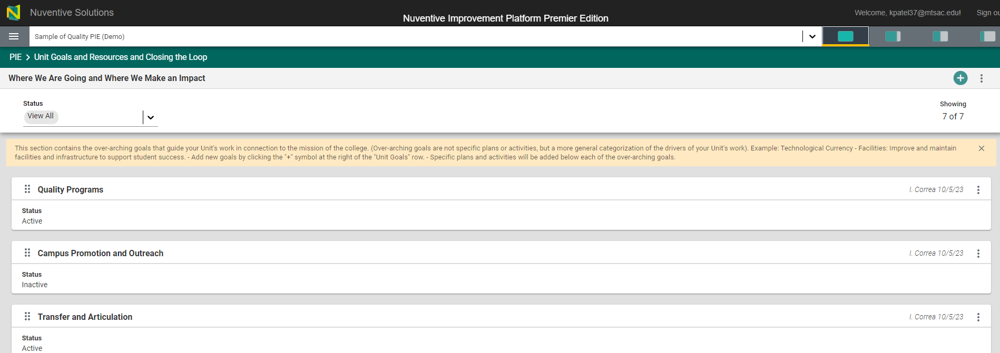 Nuventive Solutions
Nuventive Improvement Platform Premier Edition
Welcome, kpatel37@mtsac.edu!
Sign ou
Sample of Quality PIE (Demo)
PIE > Unit Goals and Resources and Closing the Loop
Where We Are Going and Where We Make an Impact
Status
View All
Showing
7 of 7
This section contains the over-arching goals that guide your Unit's work in connection to the mission of the college. (Over-arching goals are not specific plans or activities, but a more general categorization of the drivers of your Unit's work). Example: Technological Currency - Facilities: Improve and maintain
facilities and infrastructure to support student success. - Add new goals by clicking the "+" symbol at the right of the "Unit Goals" row. - Specific plans and activities will be added below each of the over-arching goals.
Quality Programs
I. Correa 10/5/23
Status
Active
Campus Promotion and Outreach
I. Correa 10/5/23
Status
Inactive
Transfer and Articulation
I. Correa 10/5/23
Status
Active